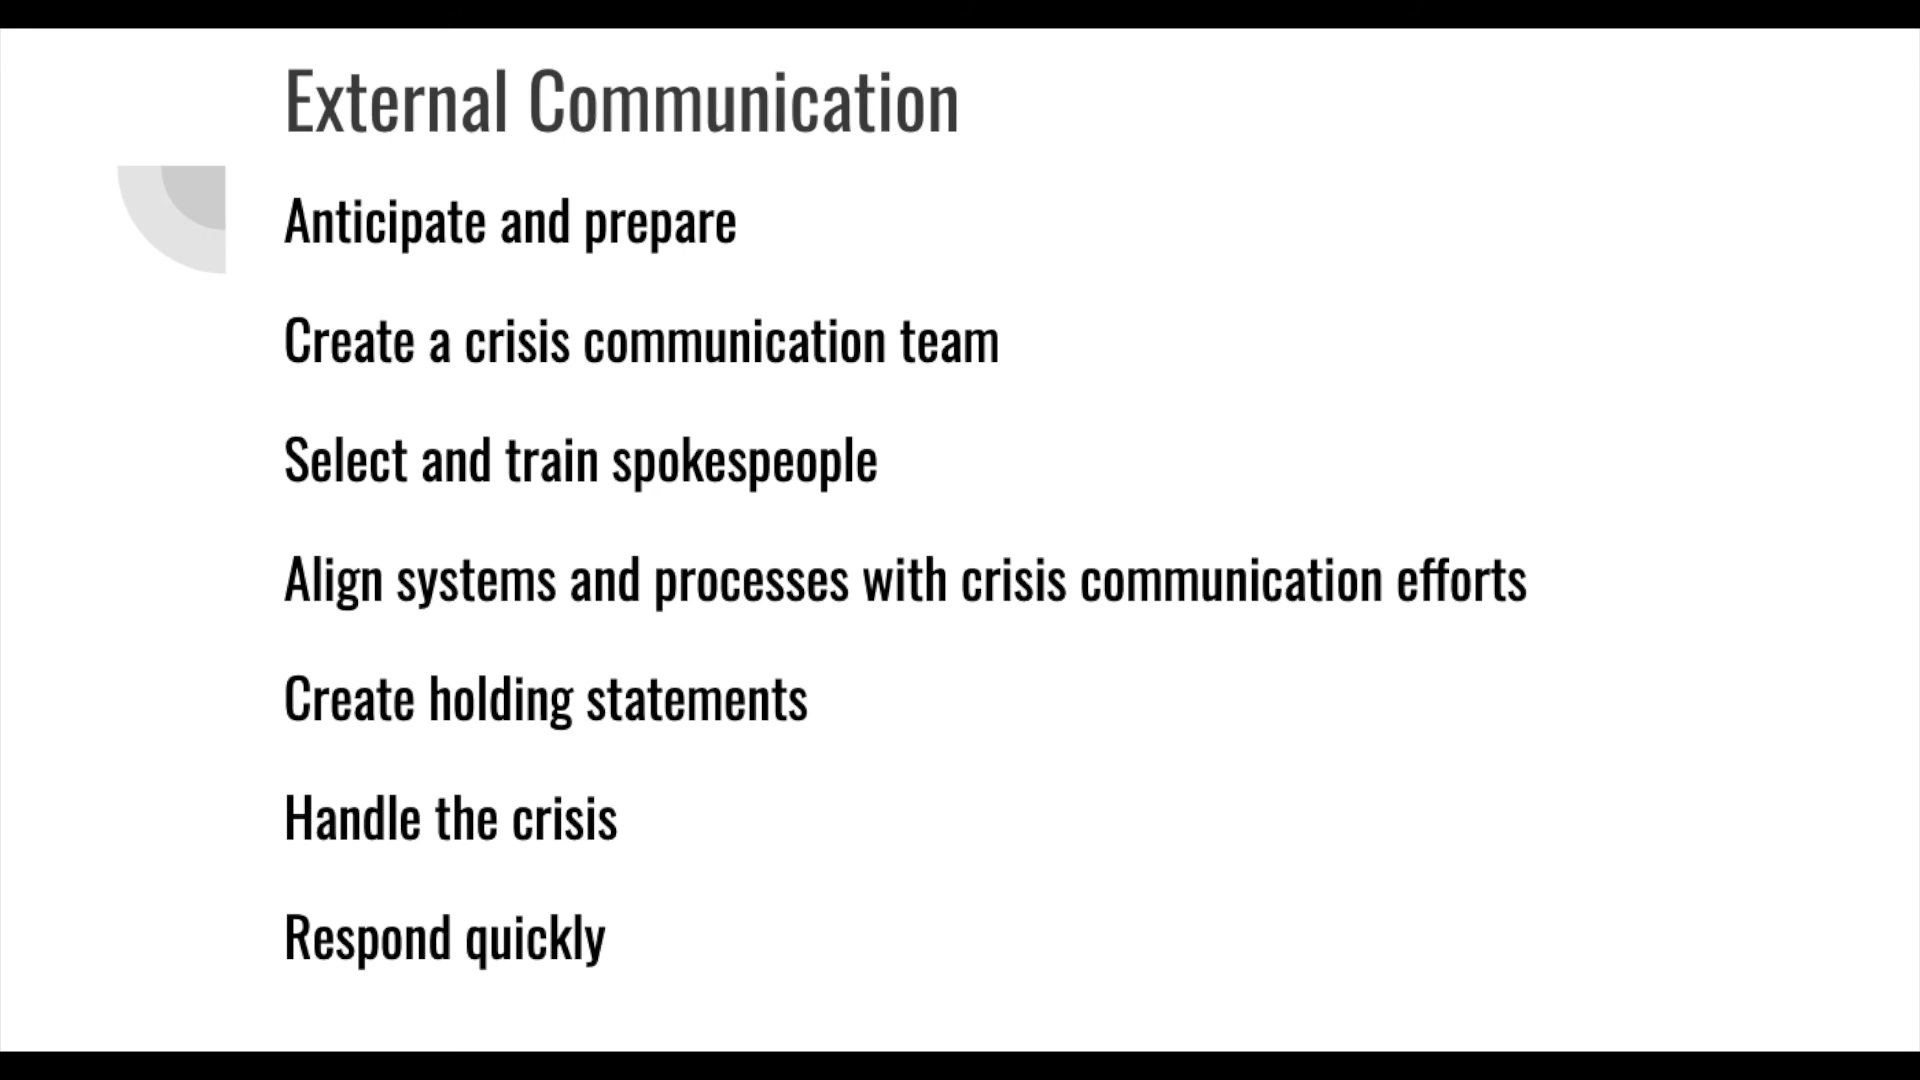 External Communication
Anticipate and prepare
Create a crisis communication team
Select and train spokespeople
Align systems and processes with crisis communication efforts
Create holding statements
Handle the crisis
Respond quickly